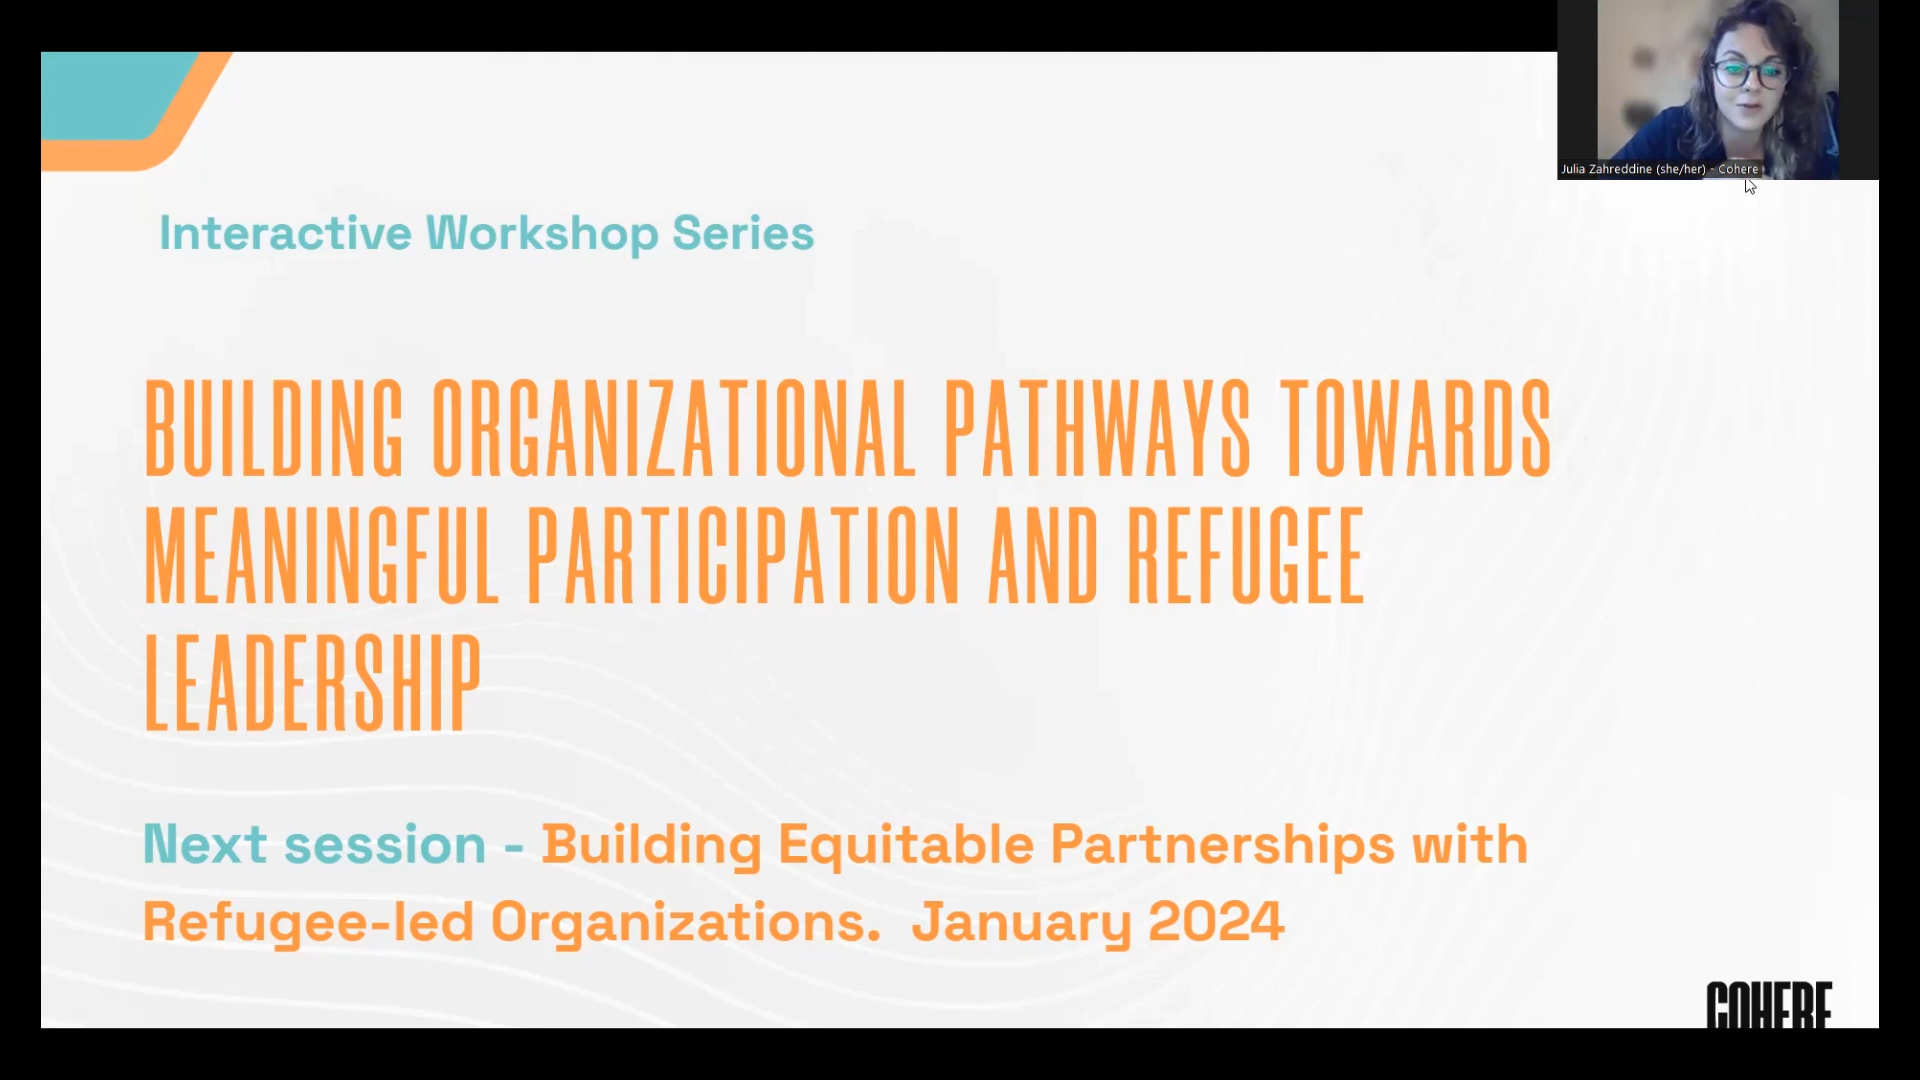 Julia Zahreddine (she/her) - Cohere
Interactive Workshop Series
BUILDING ORGANIZATIONAL PATHWAYS TOWARDS
MEANINGFUL PARTICIPATION AND REFUGEE
LEADERSHIP
Next session - Building Equitable Partnerships with
Refugee-led Organizations. January 2024
COHERE